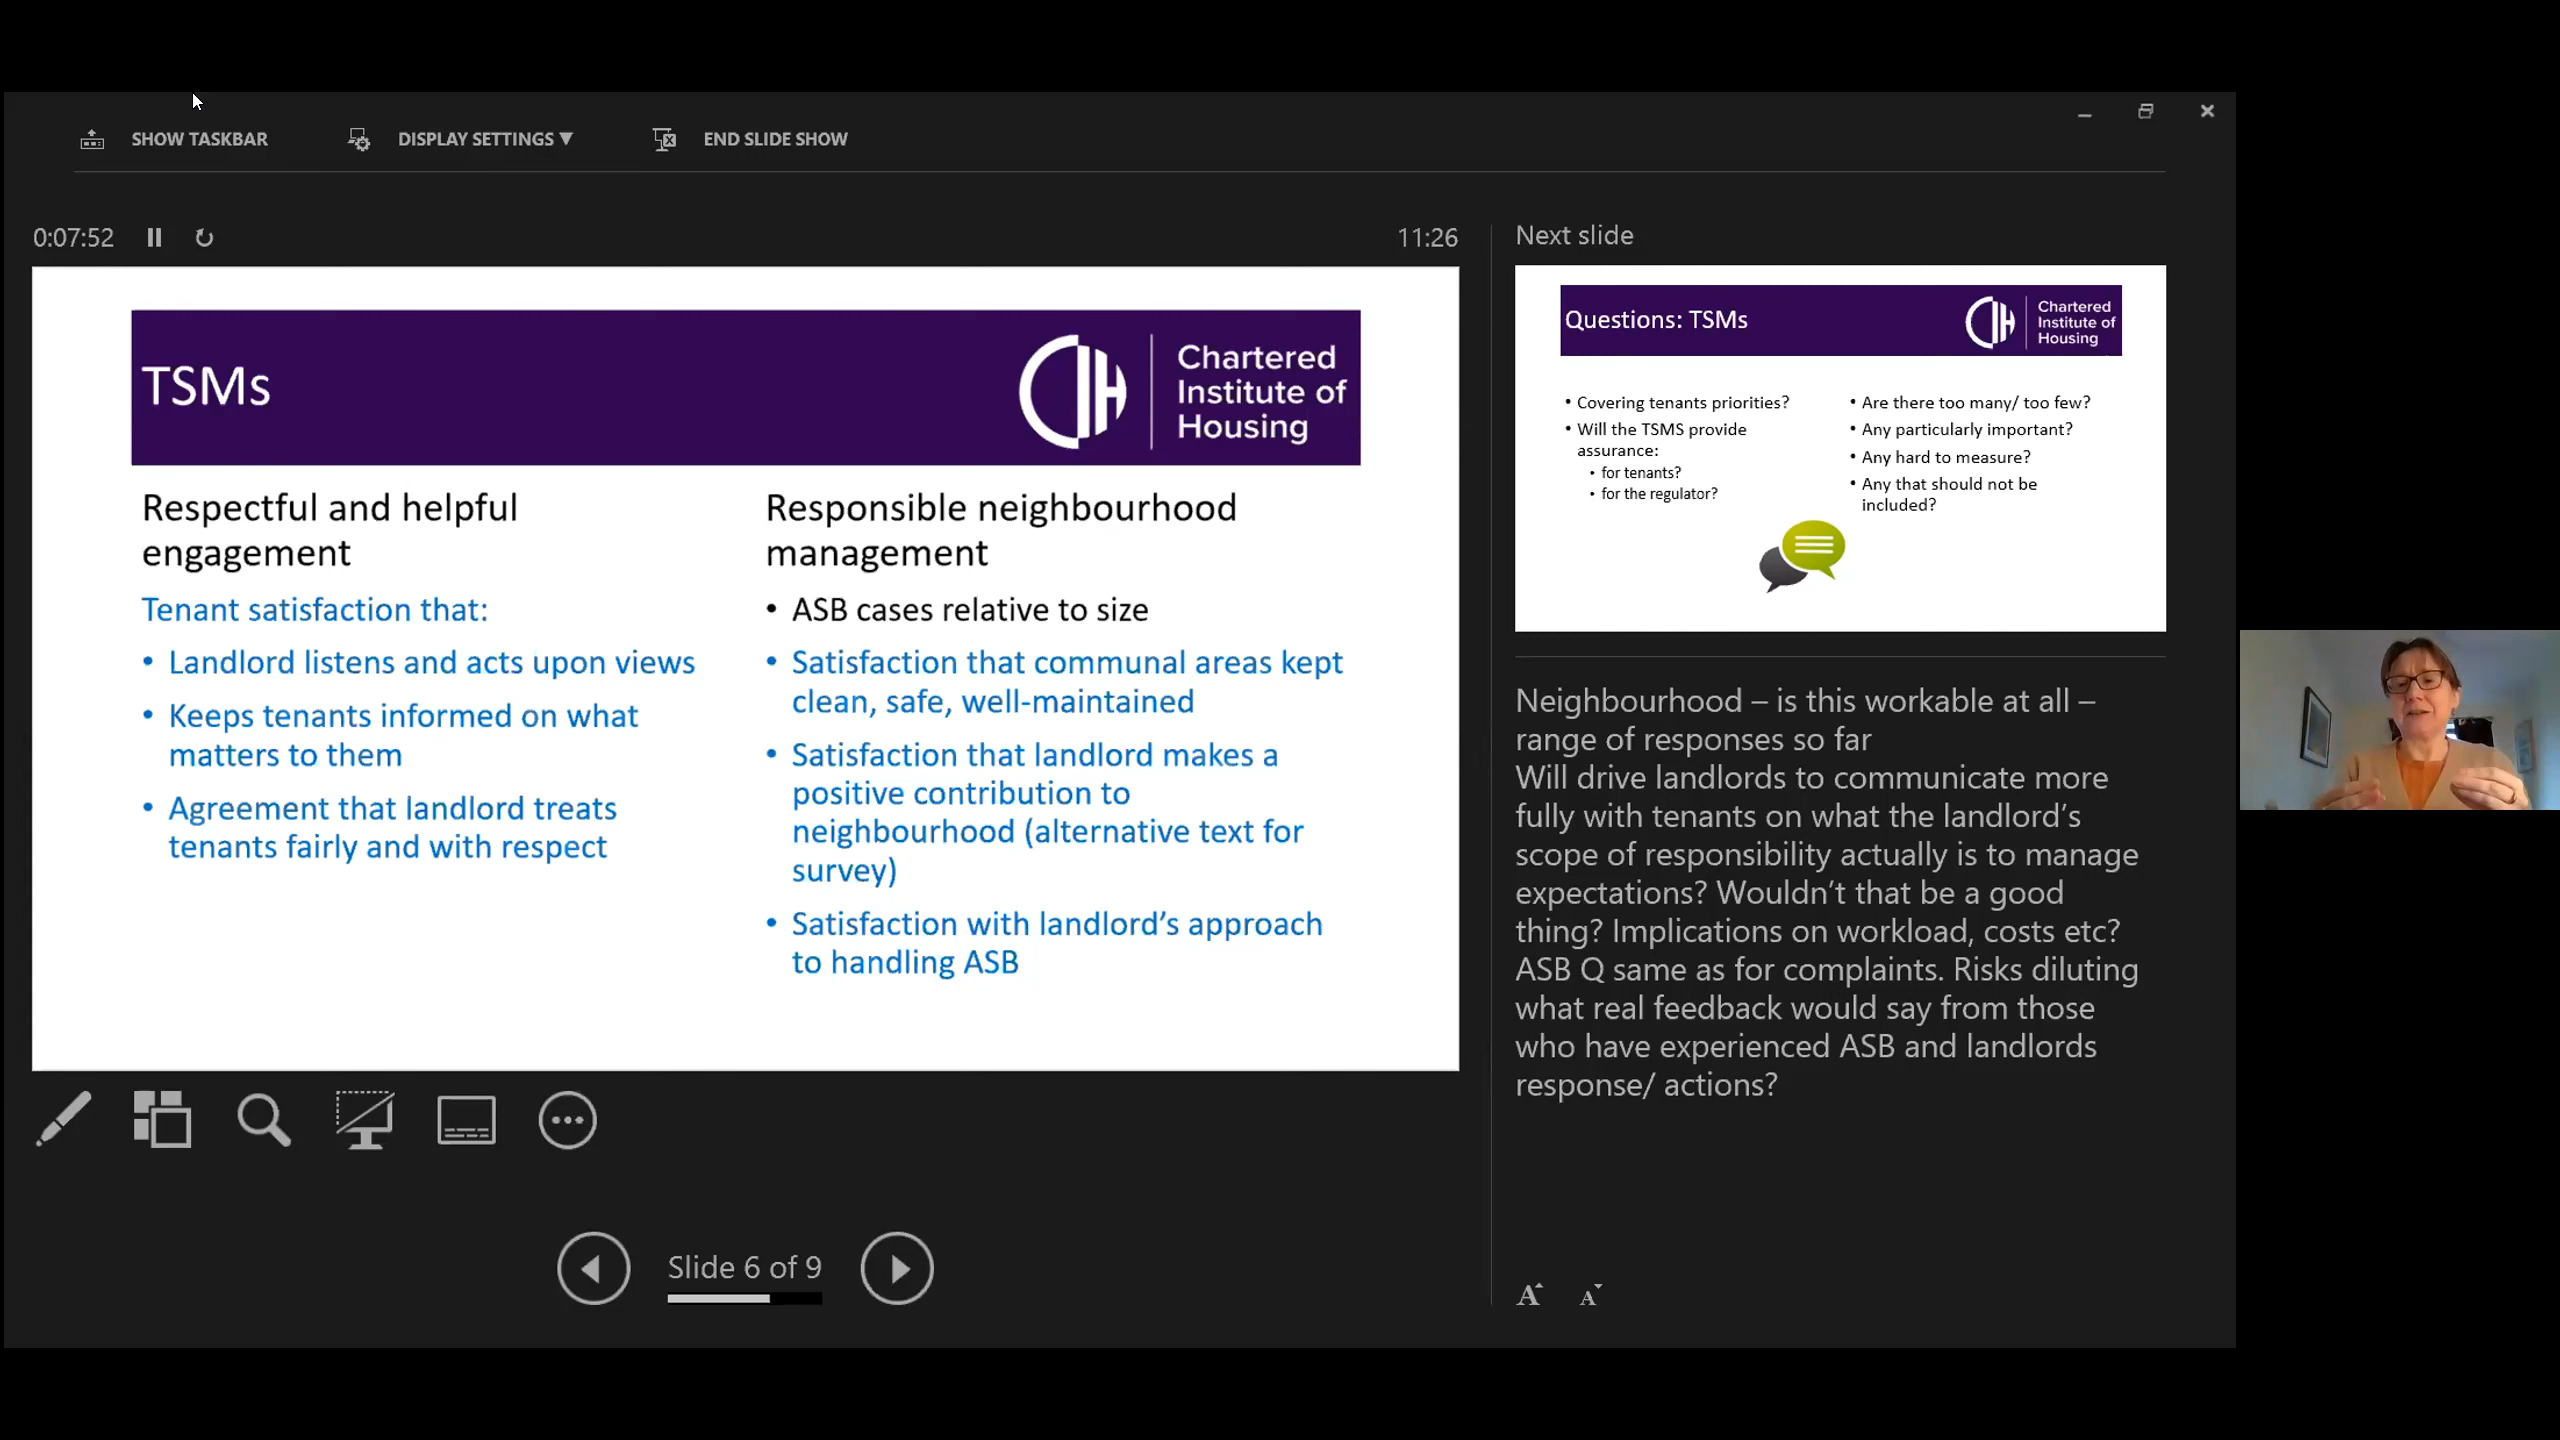 SHOW TASKBAR
DISPLAY SETTINGS ▼
END SLIDE SHOW
0:07:52
11:26
TSMs
Chartered
Institute of
Housing
Respectful and helpful
engagement
Tenant satisfaction that:
• Landlord listens and acts upon views
• Keeps tenants informed on what
matters to them
• Agreement that landlord treats
tenants fairly and with respect
Responsible neighbourhood
management
• ASB cases relative to size
• Satisfaction that communal areas kept
clean, safe, well-maintained
• Satisfaction that landlord makes a
positive contribution to
neighbourhood (alternative text for
survey)
• Satisfaction with landlord’s approach
to handling ASB
Slide 6 of 9
Next slide
Questions: TSMs
Chartered
Institute of
Housing
• Covering tenants priorities?
• Will the TSMS provide
assurance:
• for tenants?
• for the regulator?
• Are there too many/ too few?
• Any particularly important?
• Any hard to measure?
• Any that should not be
included?
Neighbourhood – is this workable at all –
range of responses so far
Will drive landlords to communicate more
fully with tenants on what the landlord’s
scope of responsibility actually is to manage
expectations? Wouldn’t that be a good
thing? Implications on workload, costs etc?
ASB Q same as for complaints. Risks diluting
what real feedback would say from those
who have experienced ASB and landlords
response/ actions?
A A